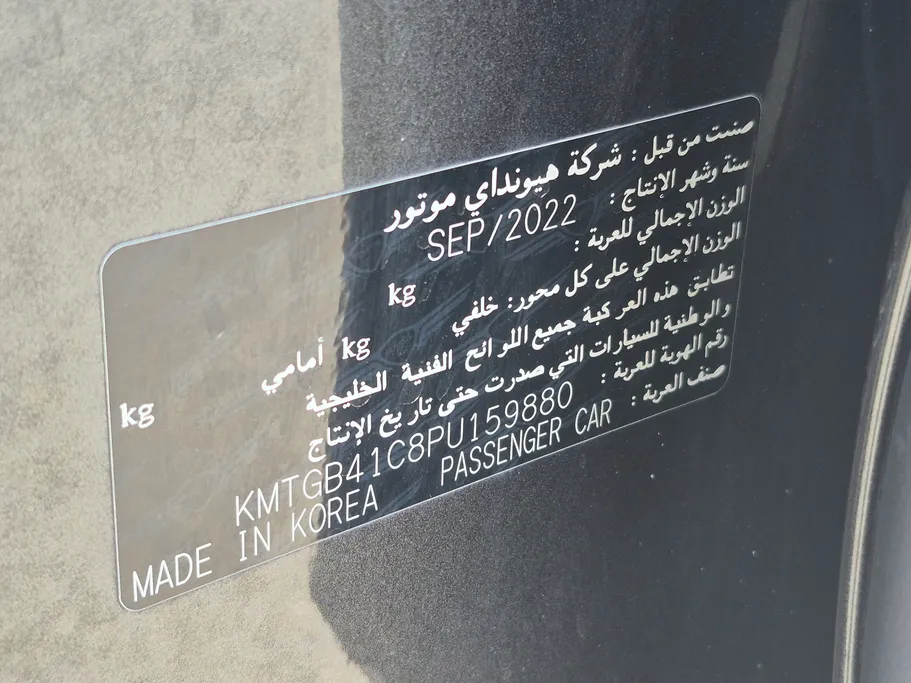 صنعت من قبل : شركة هيونداي موتور
سنة وشهر الإنتاج : SEP/2022
الوزن الإجمالي للعربة : kg
الوزن الإجمالي على كل محور: خلفي kg أمامي kg
تطابق هذه المركبة جميع اللوائح الفنية الخليجية
والوطنية للسيارات التي صدرت حتى تاريخ الإنتاج
رقم الهوية للعربة : KMTGB41C8PU159880
صنف العربة : PASSENGER CAR MADE IN KOREA